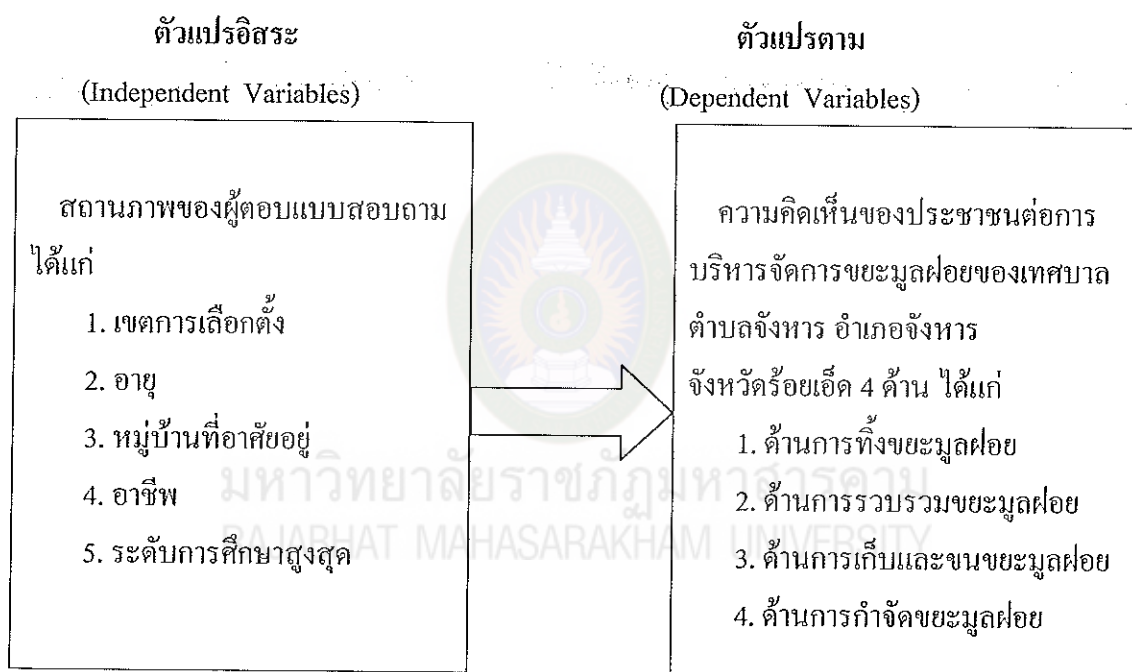 ตัวแปรอิสระ
(Independent Variables)
สถานภาพของผู้ตอบแบบสอบถาม
ได้แก่
1. เขตการเลือกตั้ง
2. อายุ
3. หมู่บ้านที่อาศัยอยู่
4. อาชีพ
5. ระดับการศึกษาสูงสุด
ตัวแปรตาม
(Dependent Variables)
ความคิดเห็นของประชาชนต่อการ
บริหารจัดการขยะมูลฝอยของเทศบาล
ตำบลจังหาร อำเภอจังหาร
จังหวัดร้อยเอ็ด 4 ด้าน ได้แก่
1. ด้านการทิ้งขยะมูลฝอย
2. ด้านการรวบรวมขยะมูลฝอย
3. ด้านการเก็บและขนขยะมูลฝอย
4. ด้านการกำจัดขยะมูลฝอย
มหาวิทยาลัยราชภัฏมหาสารคาม
RAJABHAT MAHASARAKHAM UNIVERSITY